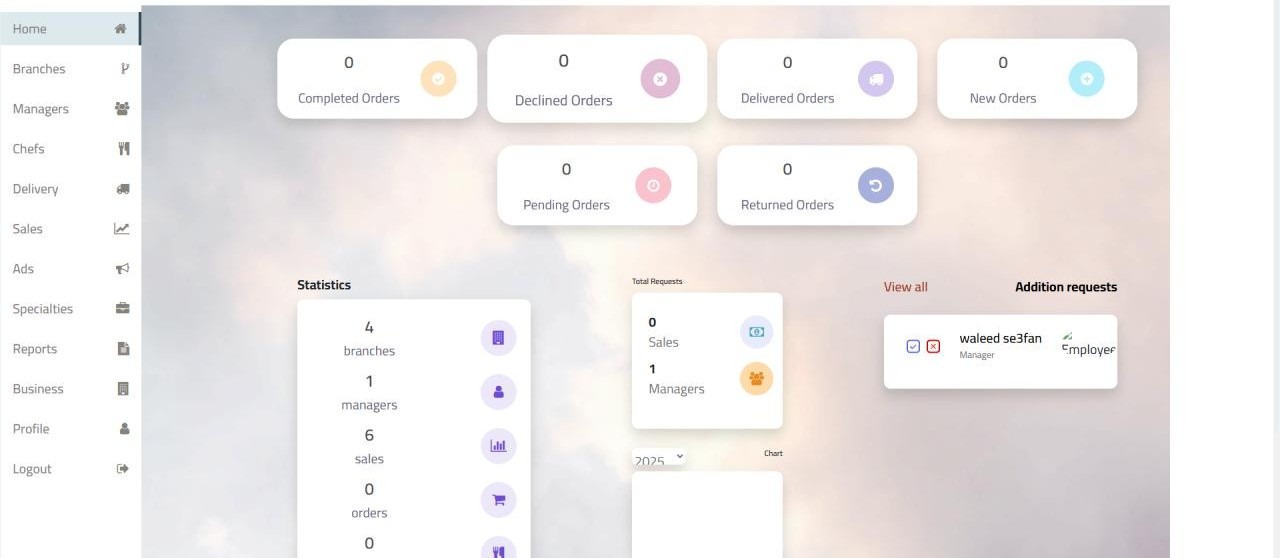 Home
Branches
Managers
Chefs
Delivery
Sales
Ads
Specialties
Reports
Business
Profile
Logout
0
Completed Orders
0
Declined Orders
0
Delivered Orders
0
New Orders
0
Pending Orders
0
Returned Orders
Statistics
4
branches
1
managers
6
sales
0
orders
0
Total Requests
0
Sales
1
Managers
2025
Chart
View all
Addition requests
waleed se3fan
Manager
Employee